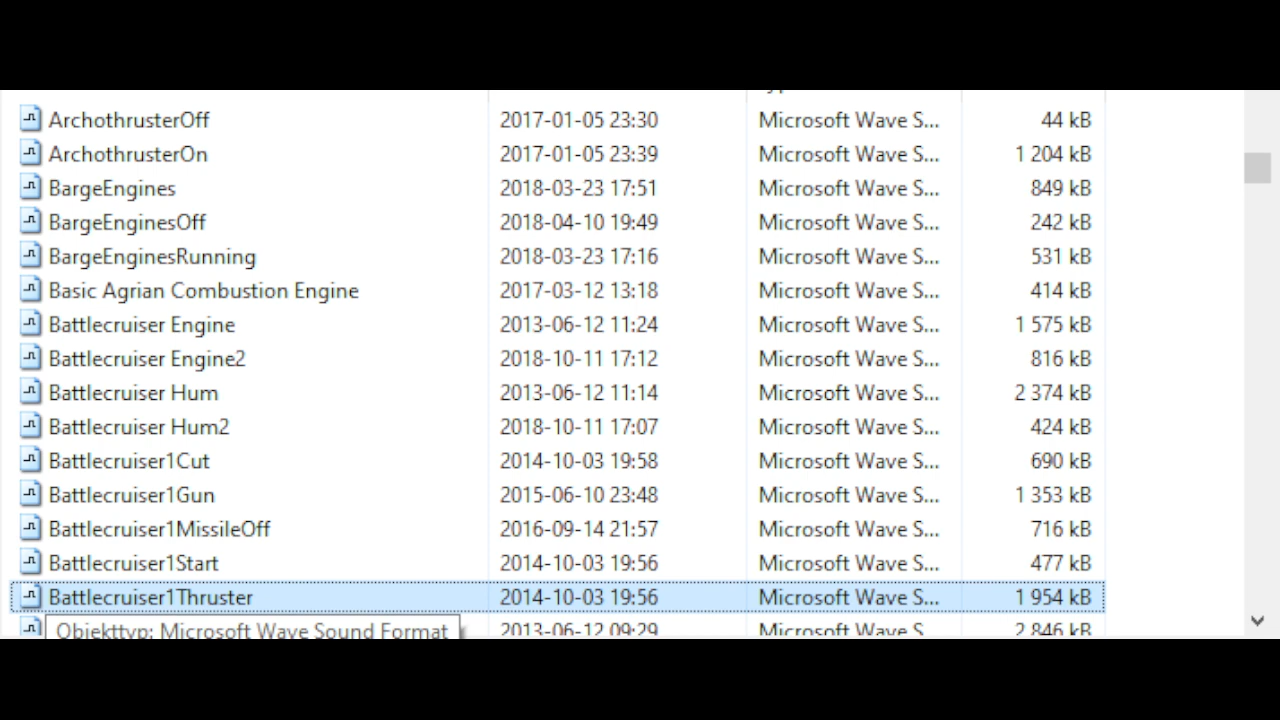 ArchothrusterOff 2017-01-05 23:30 Microsoft Wave S... 44 kB
ArchothrusterOn 2017-01-05 23:39 Microsoft Wave S... 1 204 kB
BargeEngines 2018-03-23 17:51 Microsoft Wave S... 849 kB
BargeEnginesOff 2018-04-10 19:49 Microsoft Wave S... 242 kB
BargeEnginesRunning 2018-03-23 17:16 Microsoft Wave S... 531 kB
Basic Agrian Combustion Engine 2017-03-12 13:18 Microsoft Wave S... 414 kB
Battlecruiser Engine 2013-06-12 11:24 Microsoft Wave S... 1 575 kB
Battlecruiser Engine2 2018-10-11 17:12 Microsoft Wave S... 816 kB
Battlecruiser Hum 2013-06-12 11:14 Microsoft Wave S... 2 374 kB
Battlecruiser Hum2 2018-10-11 17:07 Microsoft Wave S... 424 kB
Battlecruiser1Cut 2014-10-03 19:58 Microsoft Wave S... 690 kB
Battlecruiser1Gun 2015-06-10 23:48 Microsoft Wave S... 1 353 kB
Battlecruiser1MissileOff 2016-09-14 21:57 Microsoft Wave S... 716 kB
Battlecruiser1Start 2014-10-03 19:56 Microsoft Wave S... 477 kB
Battlecruiser1Thruster 2014-10-03 19:56 Microsoft Wave S... 1 954 kB
Objekttyp: Microsoft Wave Sound Format 2013-06-12 09:29 Microsoft Wave S... 2 846 kB